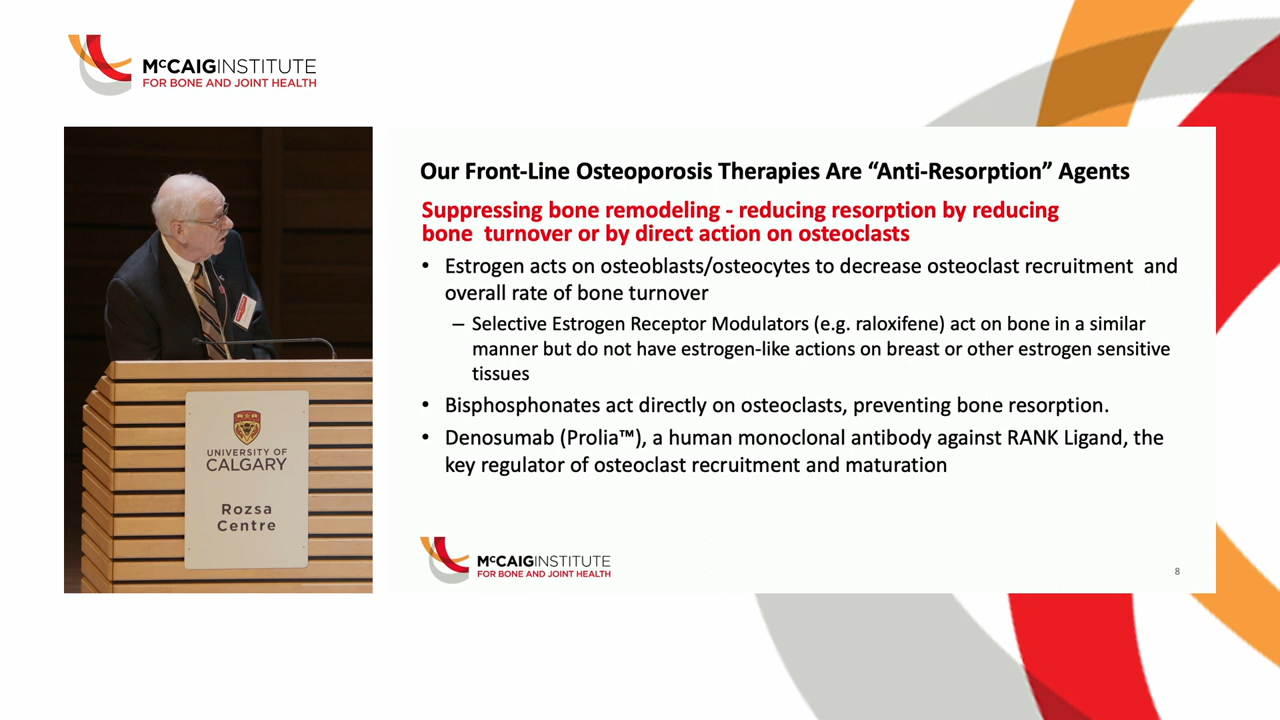 McCAIGINSTITUTE
FOR BONE AND JOINT HEALTH
UNIVERSITY OF
CALGARY
Rozsa
Centre
Our Front-Line Osteoporosis Therapies Are “Anti-Resorption” Agents
Suppressing bone remodeling - reducing resorption by reducing
bone turnover or by direct action on osteoclasts
• Estrogen acts on osteoblasts/osteocytes to decrease osteoclast recruitment and
overall rate of bone turnover
– Selective Estrogen Receptor Modulators (e.g. raloxifene) act on bone in a similar
manner but do not have estrogen-like actions on breast or other estrogen sensitive
tissues
• Bisphosphonates act directly on osteoclasts, preventing bone resorption.
• Denosumab (Prolia™), a human monoclonal antibody against RANK Ligand, the
key regulator of osteoclast recruitment and maturation
McCAIGINSTITUTE
FOR BONE AND JOINT HEALTH
8